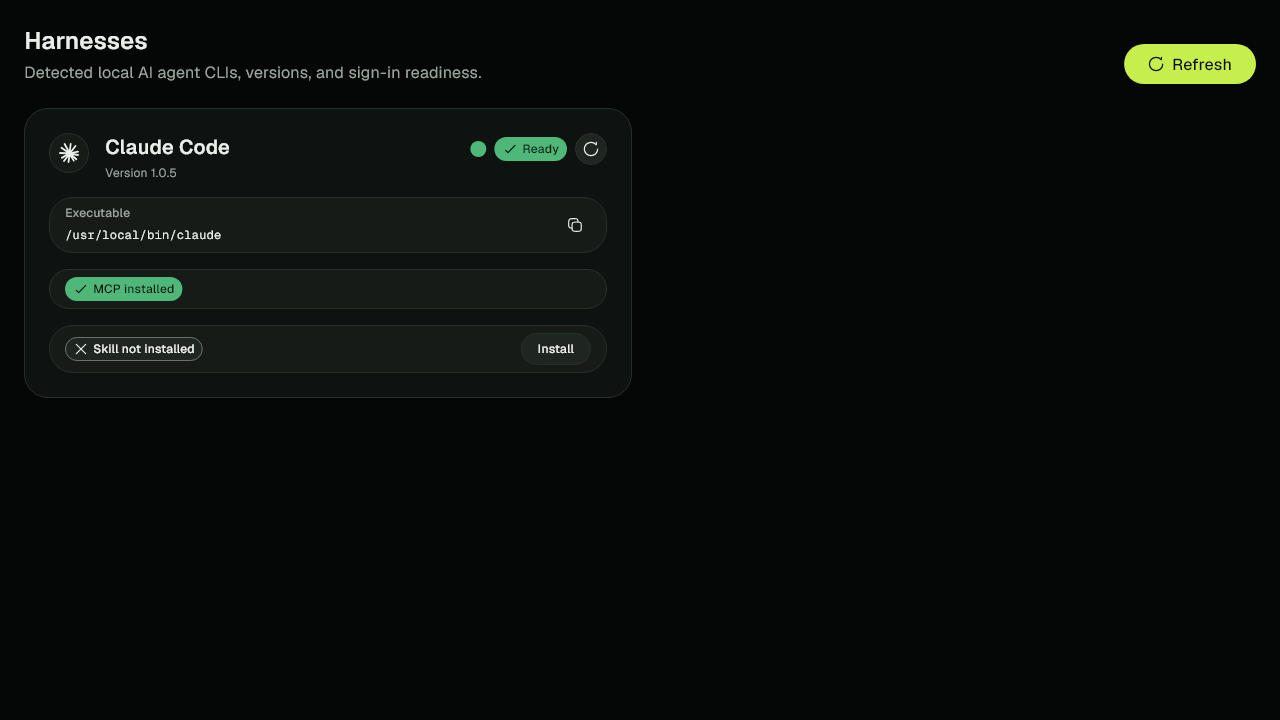 Harnesses
Detected local AI agent CLIs, versions, and sign-in readiness.
Refresh
Claude Code
Version 1.0.5
Ready
Executable
/usr/local/bin/claude
MCP installed
Skill not installed
Install